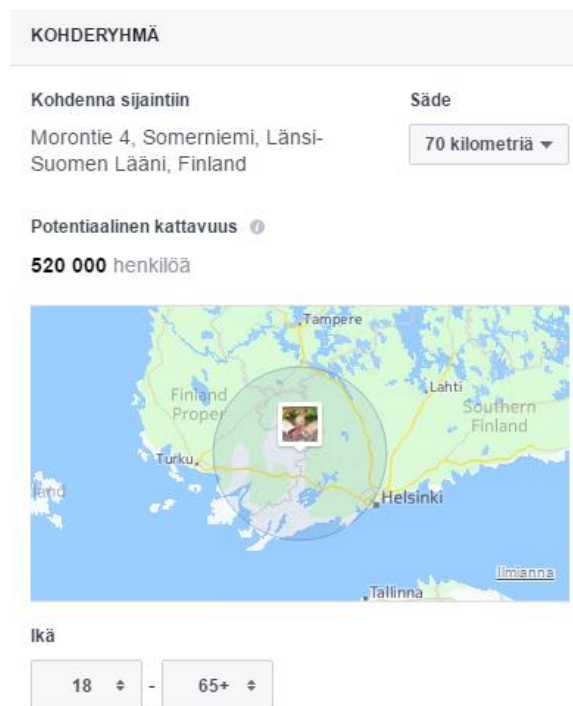 KOHDERYHMÄ
Kohdenna sijaintiin
Säde
Morontie 4, Somerniemi, Länsi-
Suomen Lääni, Finland
70 kilometriä
Potentiaalinen kattavuus
520 000 henkilöä
Tampere
Lahti
Finland
Proper
Southern
Finland
Turku
land
Helsinki
Ilmianna
Tallinna
Ikä
18 - 65+